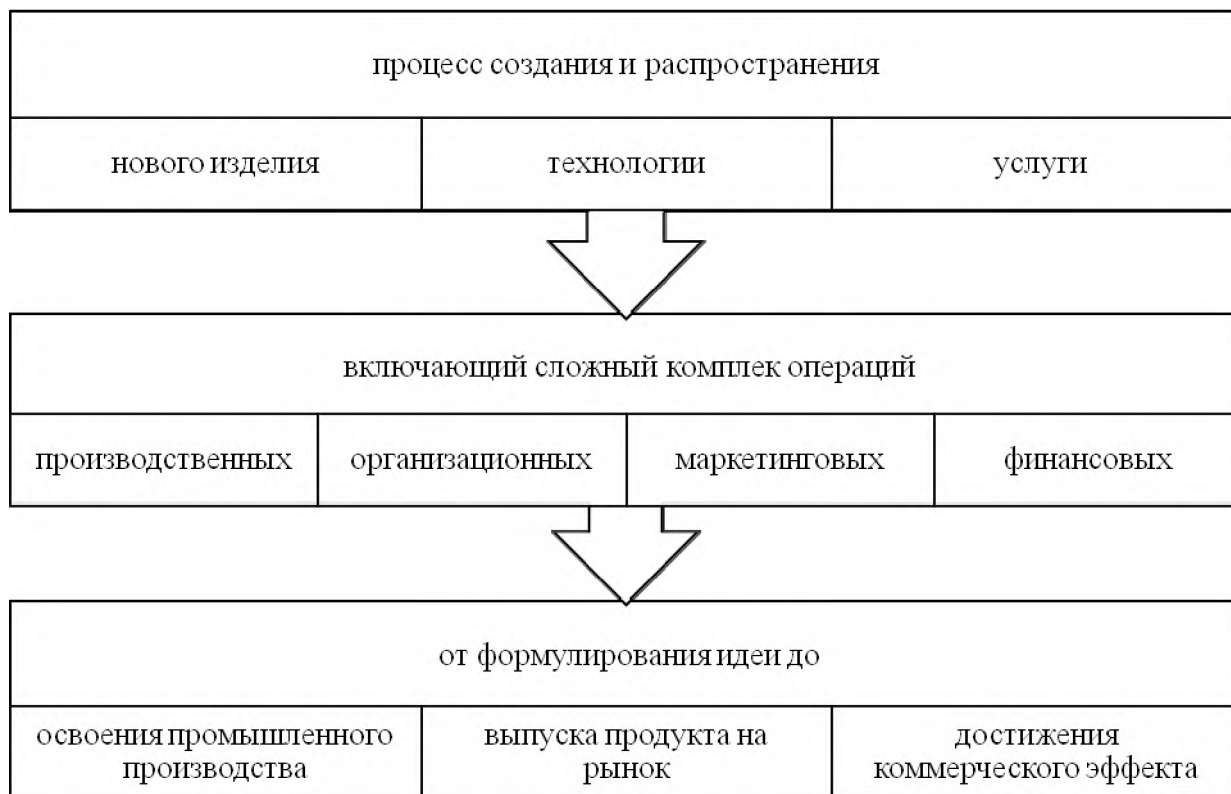 процесс создания и распространения
нового изделия
технологии
услуги
включающий сложный комплек операций
производственных
организационных
маркетинговых
финансовых
от формулирования идеи до
освоения промышленного
производства
выпуска продукта на
рынок
достижения
коммерческого эффекта